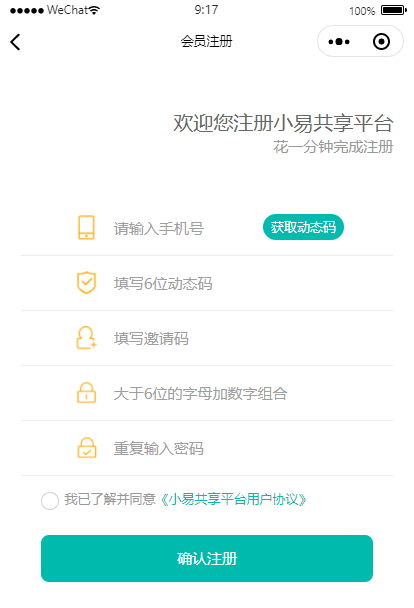 WeChat 9:17 100%
会员注册
欢迎您注册小易共享平台
花一分钟完成注册
请输入手机号 获取动态码
填写6位动态码
填写邀请码
大于6位的字母加数字组合
重复输入密码
我已了解并同意《小易共享平台用户协议》
确认注册